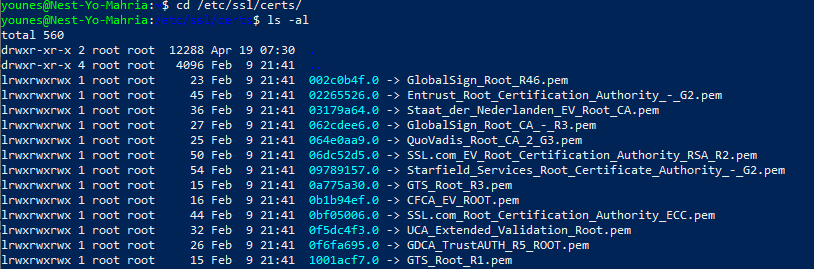 younes@Nest-Yo-Mahria:~$ cd /etc/ssl/certs/
younes@Nest-Yo-Mahria:/etc/ssl/certs$ ls -al
total 560
drwxr-xr-x 2 root root 12288 Apr 19 07:30 .
drwxr-xr-x 4 root root 4096 Feb 9 21:41 ..
lrwxrwxrwx 1 root root 23 Feb 9 21:41 002c0b4f.0 -> GlobalSign_Root_R46.pem
lrwxrwxrwx 1 root root 45 Feb 9 21:41 02265526.0 -> Entrust_Root_Certification_Authority_-_G2.pem
lrwxrwxrwx 1 root root 36 Feb 9 21:41 03179a64.0 -> Staat_der_Nederlanden_EV_Root_CA.pem
lrwxrwxrwx 1 root root 27 Feb 9 21:41 062cdee6.0 -> GlobalSign_Root_CA_-_R3.pem
lrwxrwxrwx 1 root root 25 Feb 9 21:41 064e0aa9.0 -> QuoVadis_Root_CA_2_G3.pem
lrwxrwxrwx 1 root root 50 Feb 9 21:41 06dc52d5.0 -> SSL.com_EV_Root_Certification_Authority_RSA_R2.pem
lrwxrwxrwx 1 root root 54 Feb 9 21:41 09789157.0 -> Starfield_Services_Root_Certificate_Authority_-_G2.pem
lrwxrwxrwx 1 root root 15 Feb 9 21:41 0a775a30.0 -> GTS_Root_R3.pem
lrwxrwxrwx 1 root root 16 Feb 9 21:41 0b1b94ef.0 -> CFCA_EV_ROOT.pem
lrwxrwxrwx 1 root root 44 Feb 9 21:41 0bf05006.0 -> SSL.com_Root_Certification_Authority_ECC.pem
lrwxrwxrwx 1 root root 32 Feb 9 21:41 0f5dc4f3.0 -> UCA_Extended_Validation_Root.pem
lrwxrwxrwx 1 root root 26 Feb 9 21:41 0f6fa695.0 -> GDCA_TrustAUTH_R5_ROOT.pem
lrwxrwxrwx 1 root root 15 Feb 9 21:41 1001acf7.0 -> GTS_Root_R1.pem